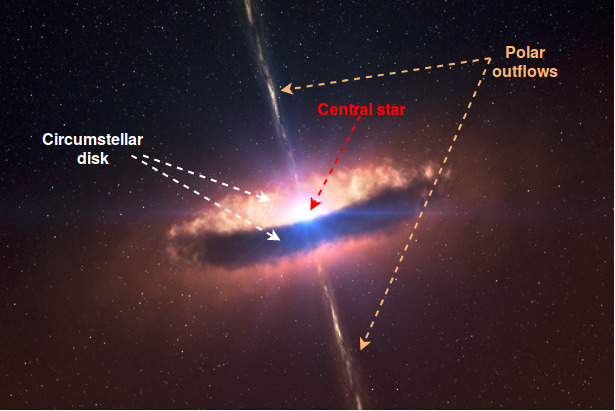 Polar
outflows
Central star
Circumstellar
disk